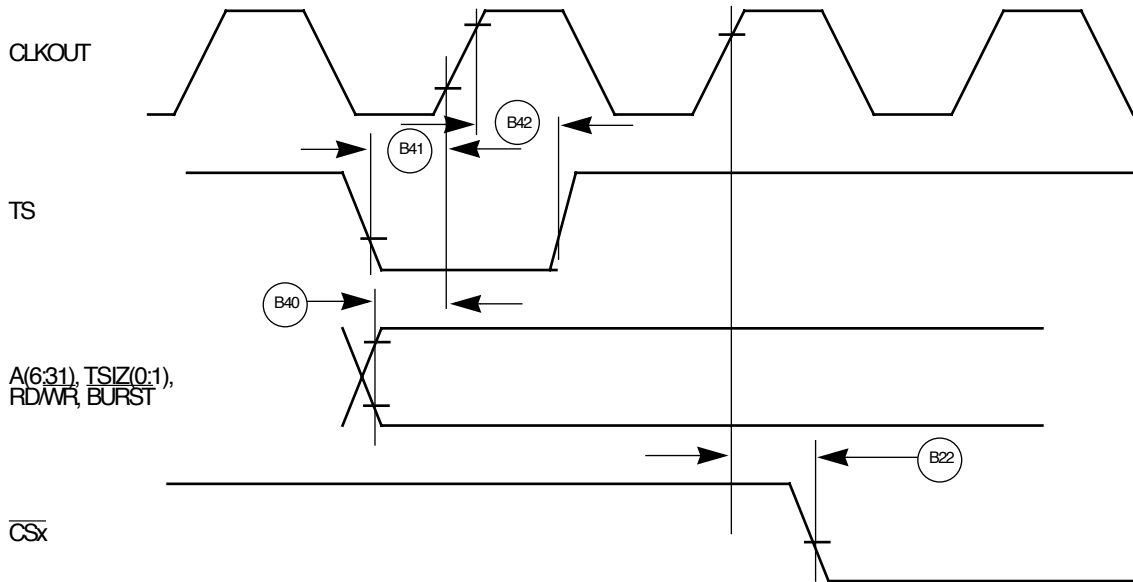 CLKOUT
B42
B41
TS
B40
A(6:31), TSIZ(0:1),
RD/WR, BURST
B22
CSx